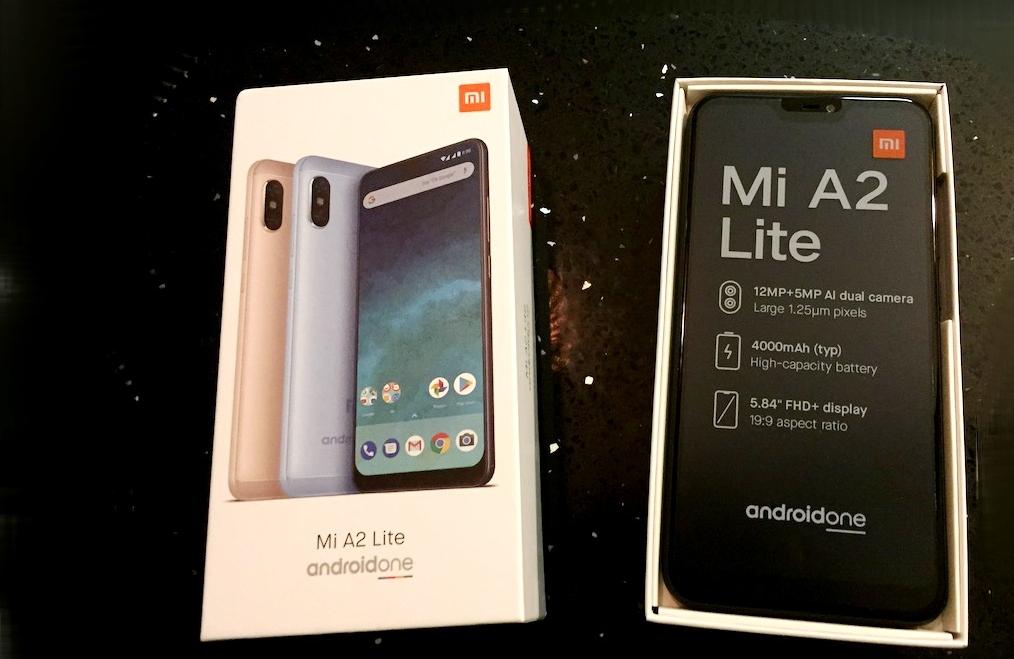 mi
Mi A2 Lite
androidone
mi
Mi A2
Lite
12MP+5MP AI dual camera
Large 1.25μm pixels
4000mAh (typ)
High-capacity battery
5.84" FHD+ display
19:9 aspect ratio
androidone